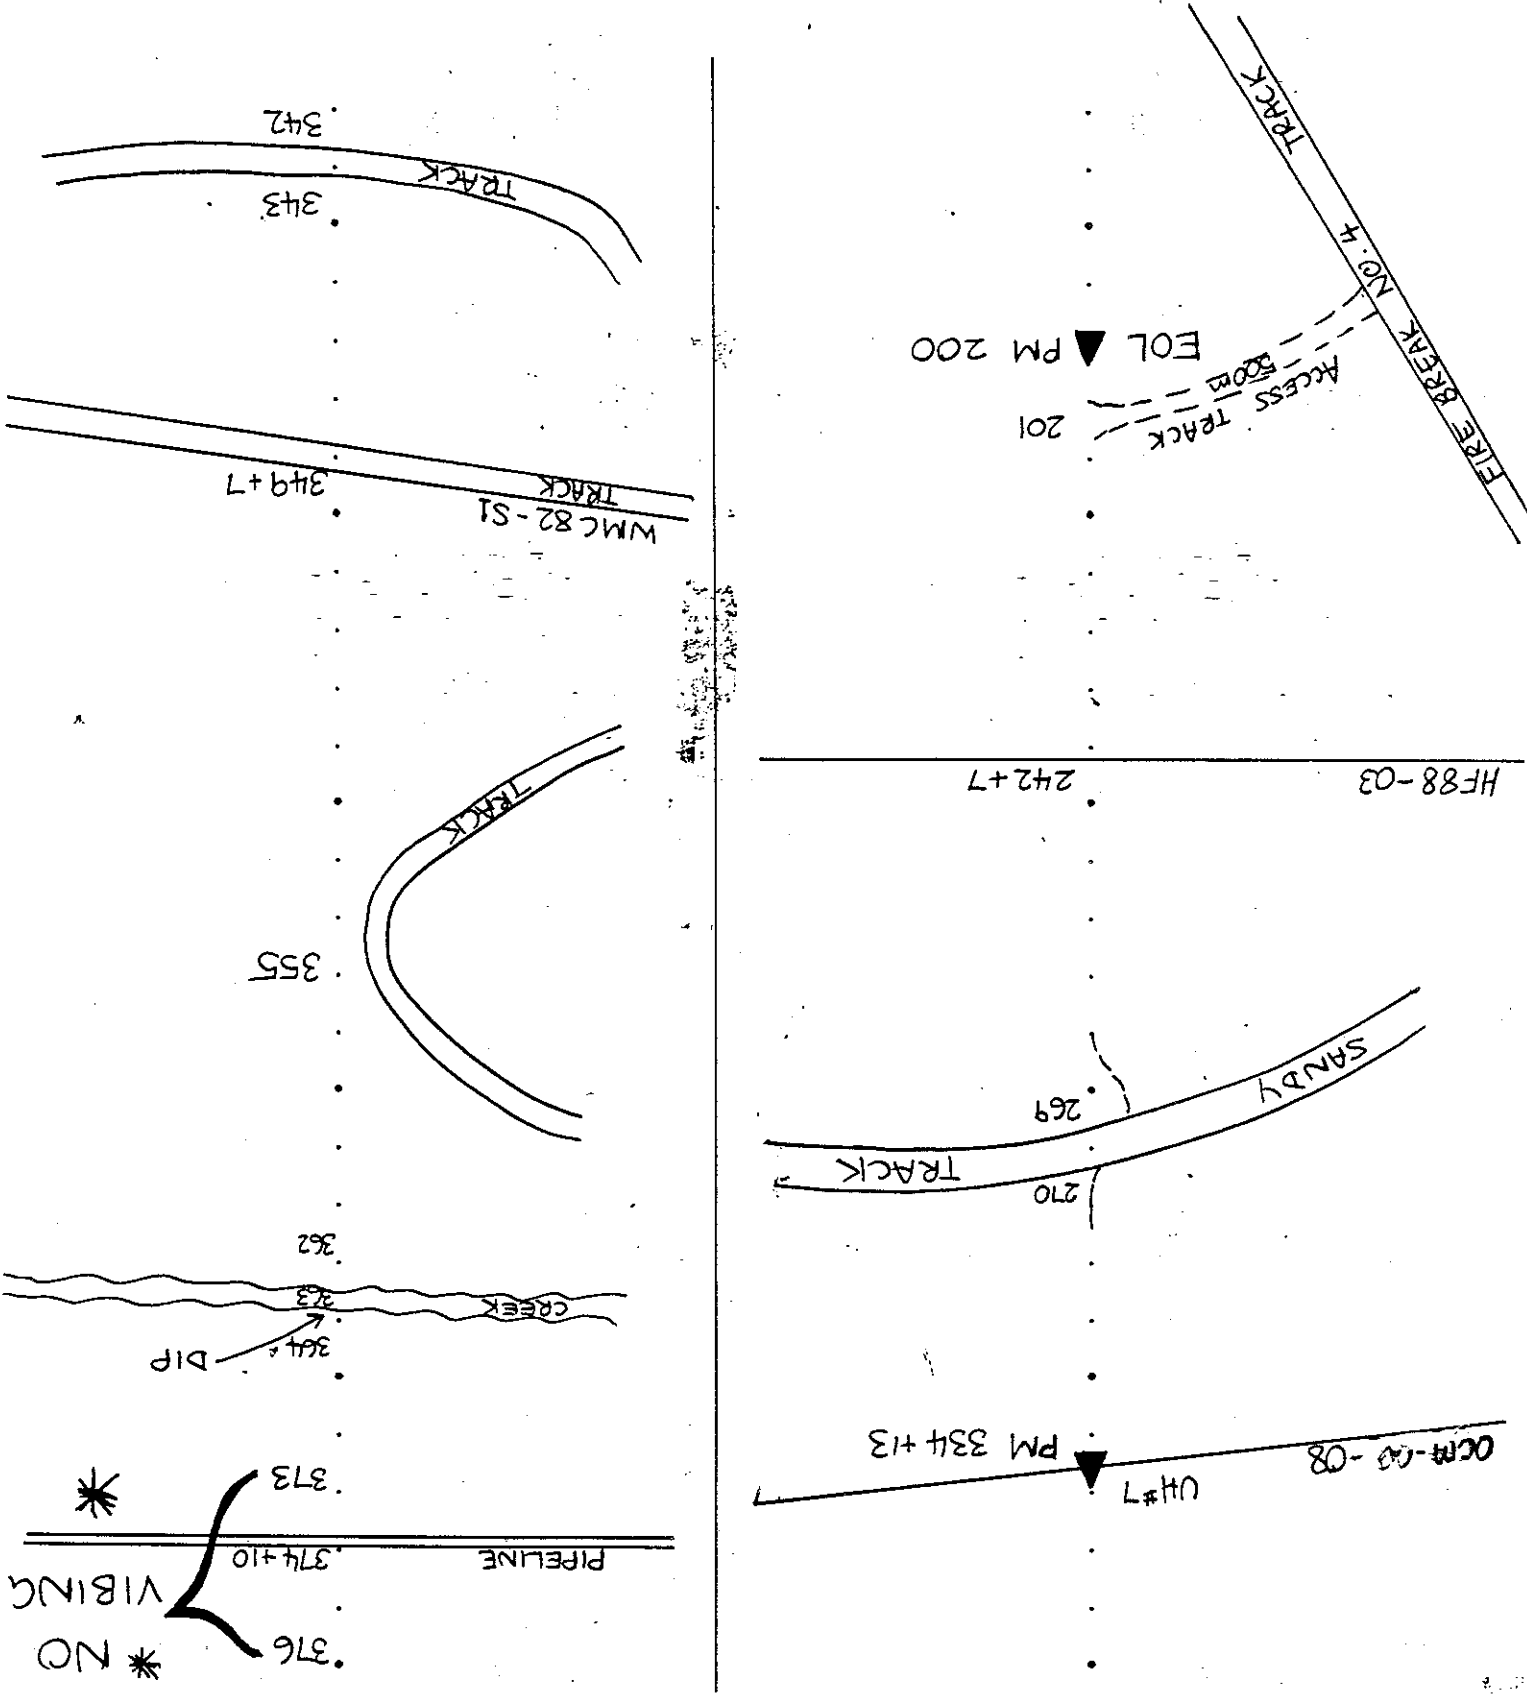 UH#7
PM 334+13
270
SANDY TRACK
269
HF88-03 242+7
FIRE BREAK NO.4 TRACK
ACCESS TRACK
500m
201
EOL PM 200
376 * NO
VIBING
PIPELINE 374+10
373 *
364 DIP
CREEK 363
362
355
TRACK
WMC82-S1
TRACK 349+7
343
TRACK
342